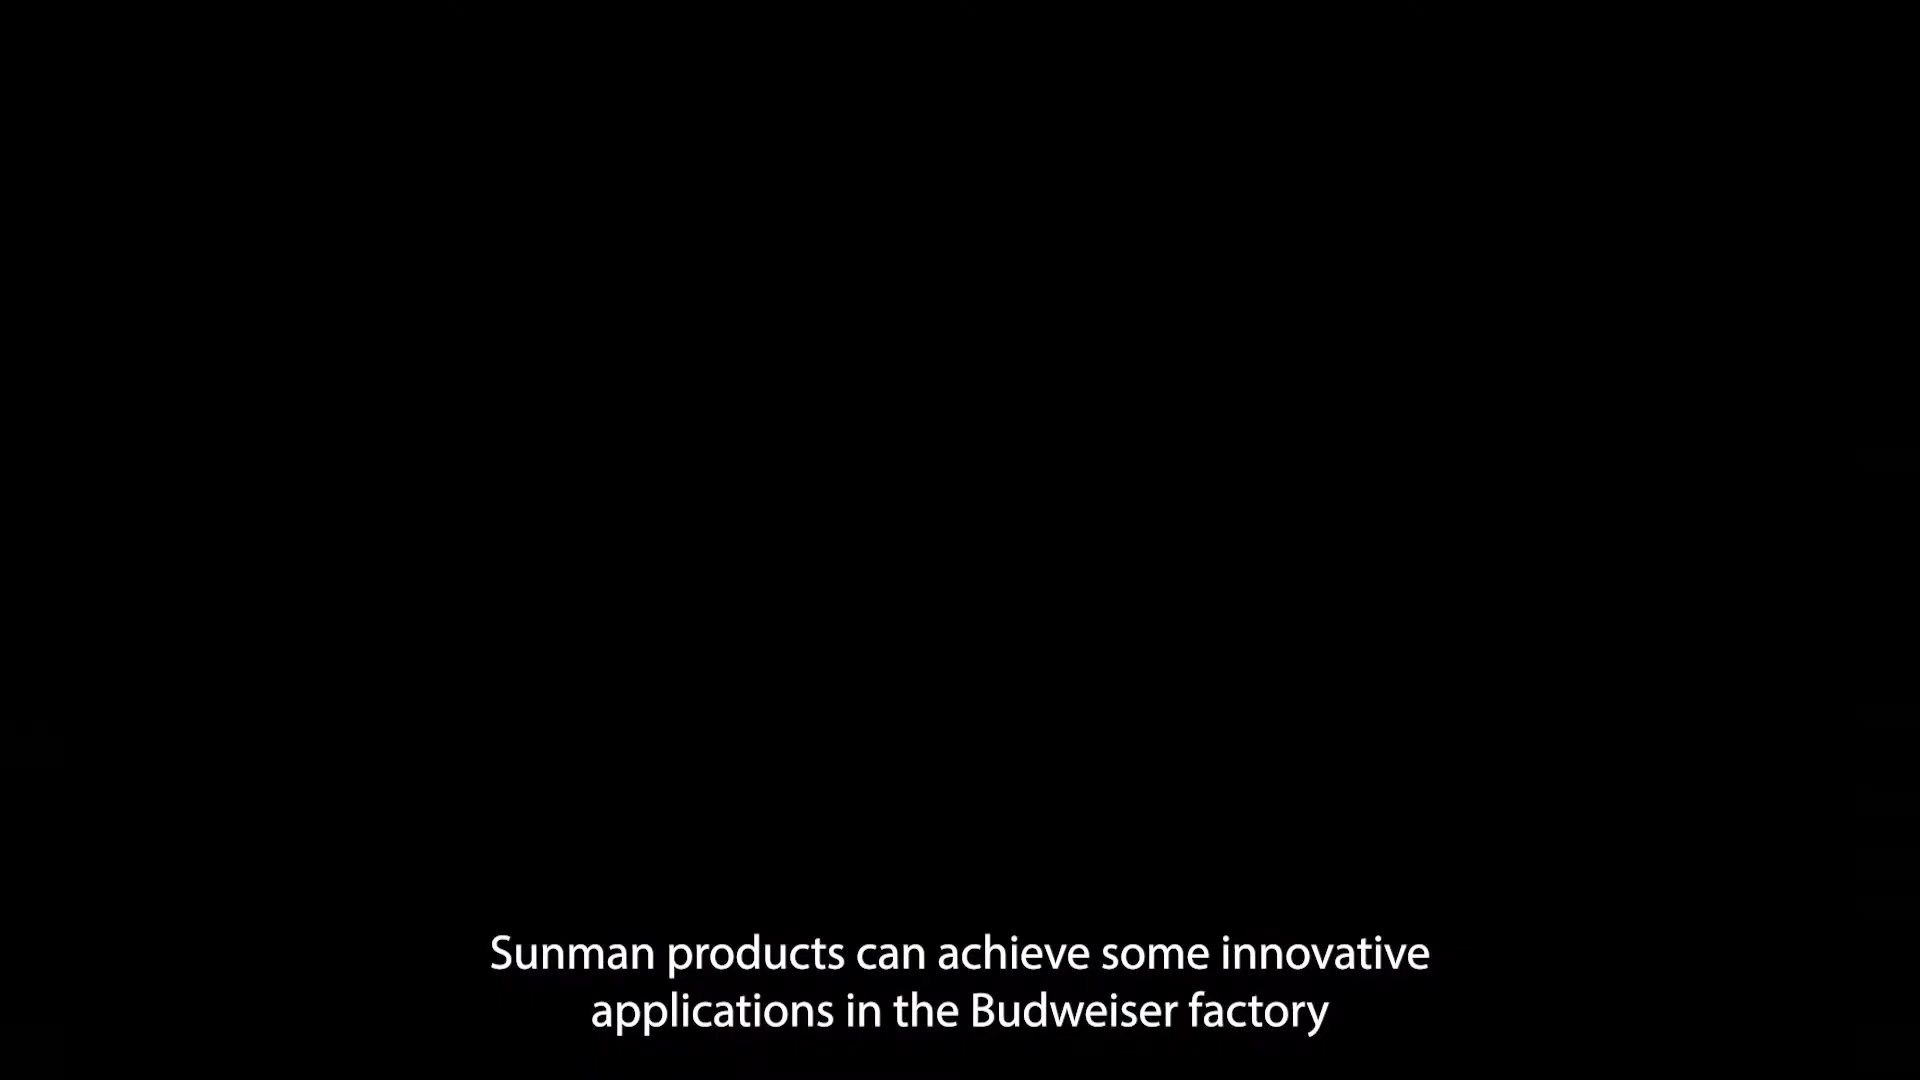 Sunman products can achieve some innovative
applications in the Budweiser factory